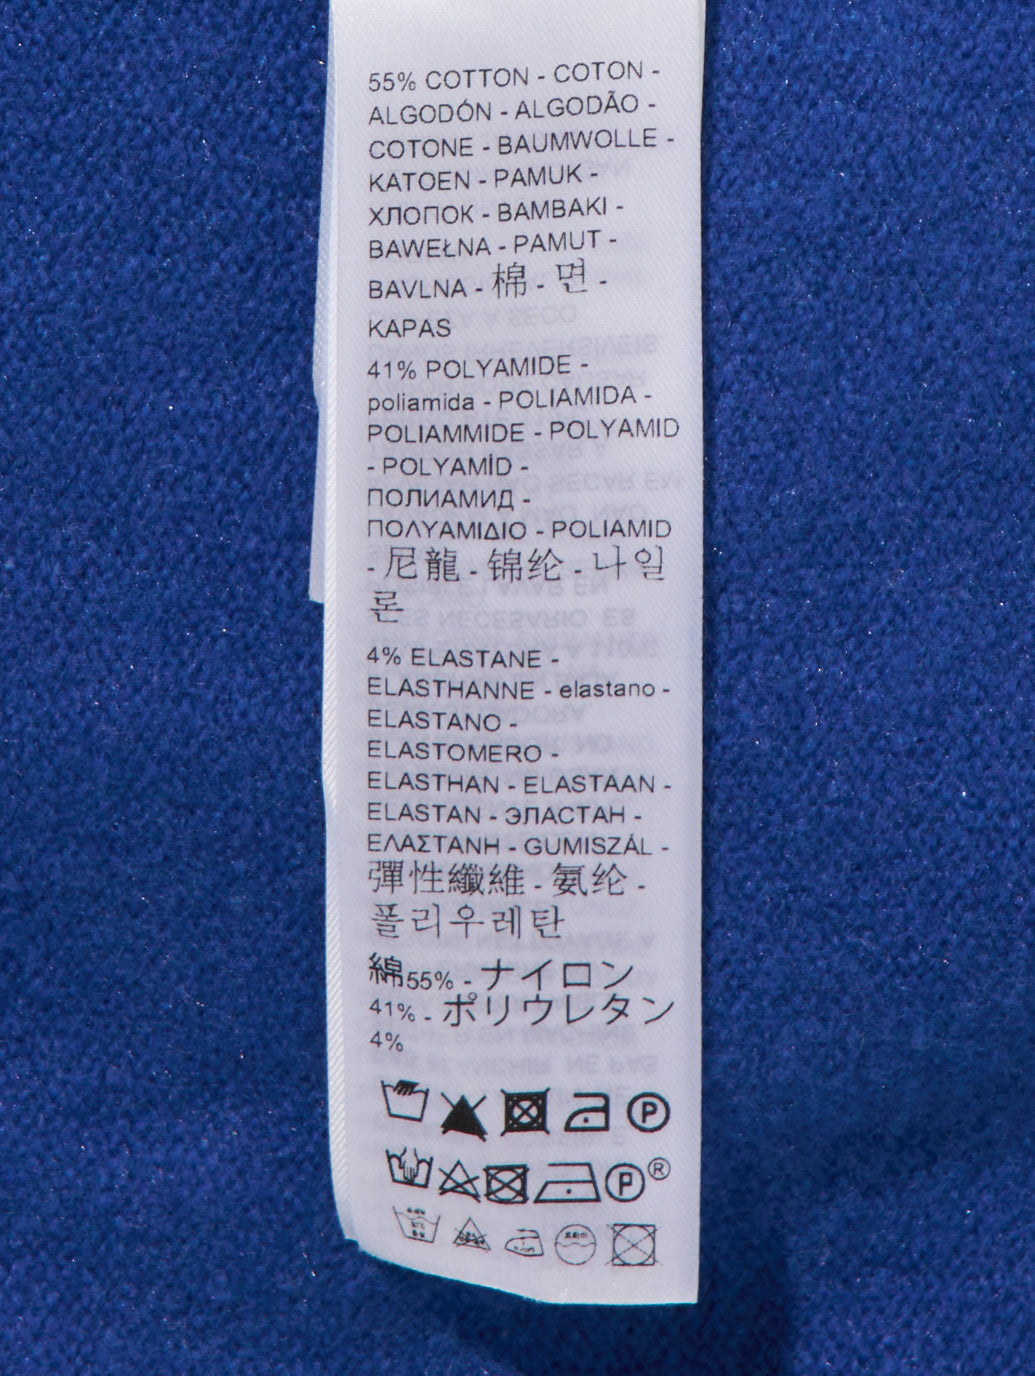 55% COTTON - COTON -
ALGODÓN - ALGODÃO -
COTONE - BAUMWOLLE -
KATOEN - PAMUK -
ХЛОПОК - BAMBAKI -
BAWEŁNA - PAMUT -
BAVLNA - 棉 - 면 -
KAPAS
41% POLYAMIDE -
poliamida - POLIAMIDA -
POLIAMMIDE - POLYAMID
- POLYAMİD -
ПОЛИАМИД -
ΠΟΛΥΑΜΙΔΙΟ - POLIAMID
- 尼龍 - 锦纶 - 나일
론
4% ELASTANE -
ELASTHANNE - elastano -
ELASTANO -
ELASTOMERO -
ELASTHAN - ELASTAAN -
ELASTAN - ЭЛАСТАН -
ΕΛΑΣΤΑΝΗ - GUMISZÁL -
彈性纖維 - 氨纶 -
폴리우레탄
綿55% - ナイロン
41% - ポリウレタン
4%
P
P ®